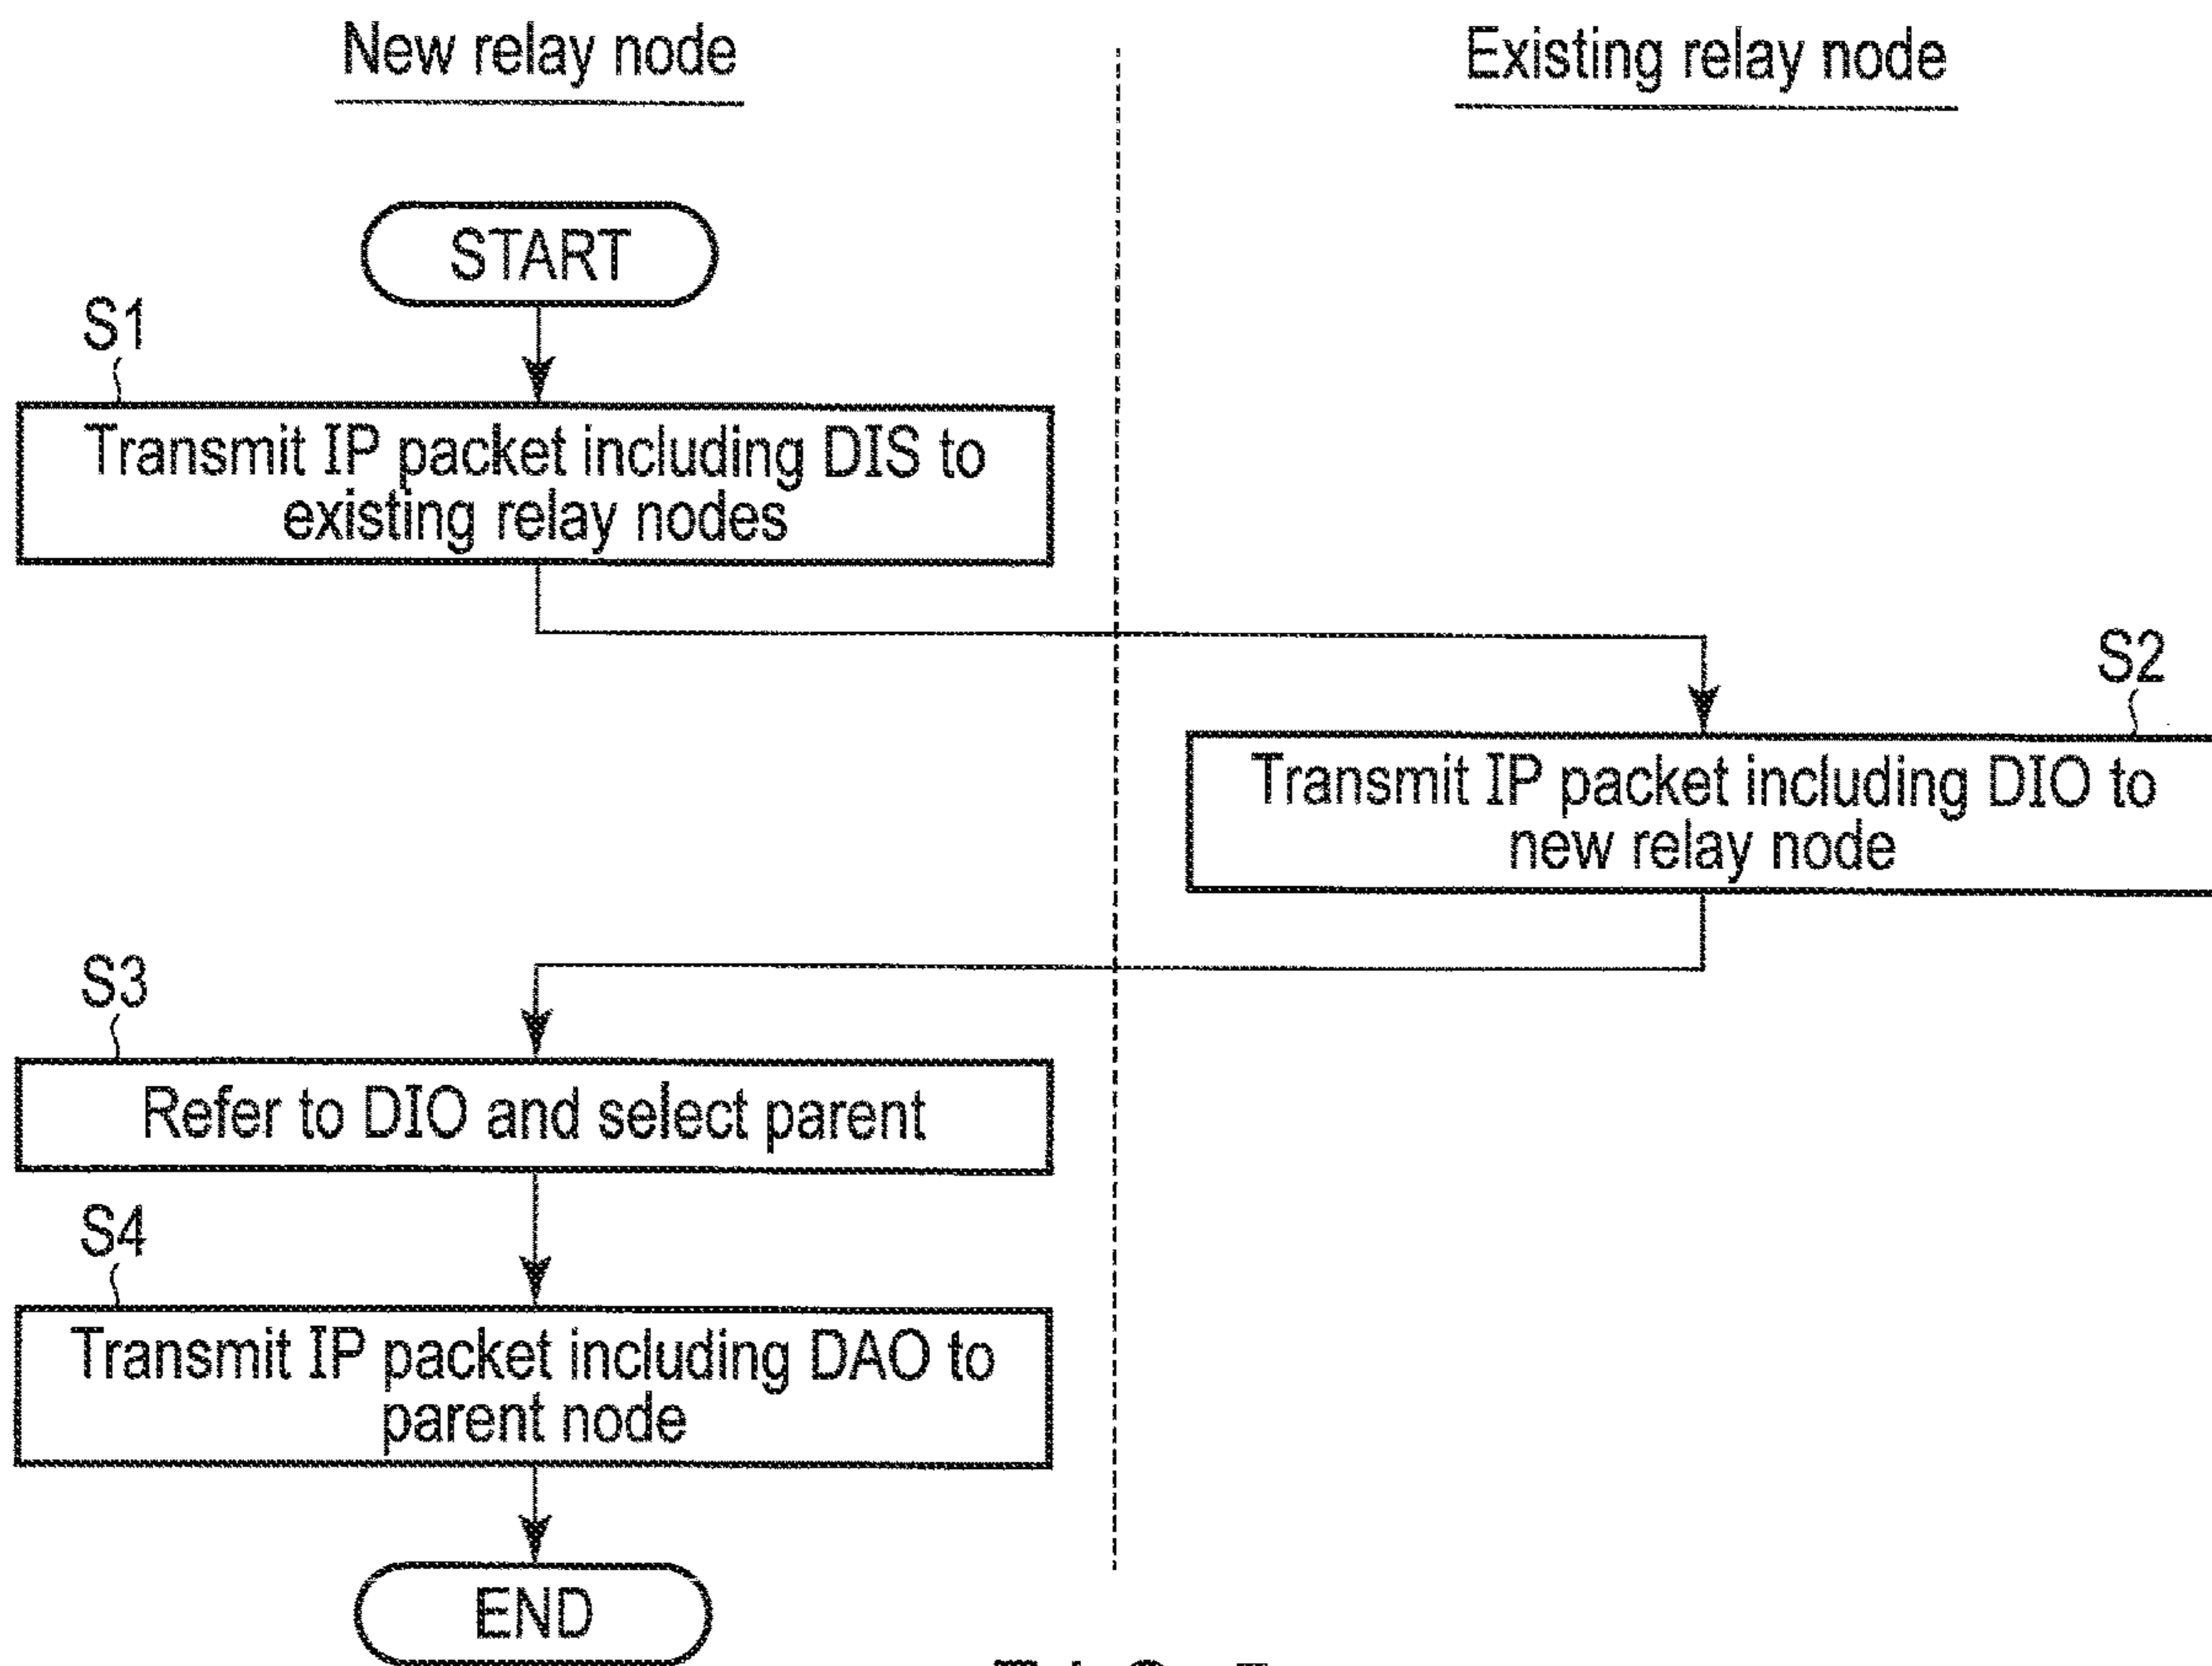 New relay node
Existing relay node
START
S1
Transmit IP packet including DIS to
existing relay nodes
S2
Transmit IP packet including DIO to
new relay node
S3
Refer to DIO and select parent
S4
Transmit IP packet including DAO to
parent node
END